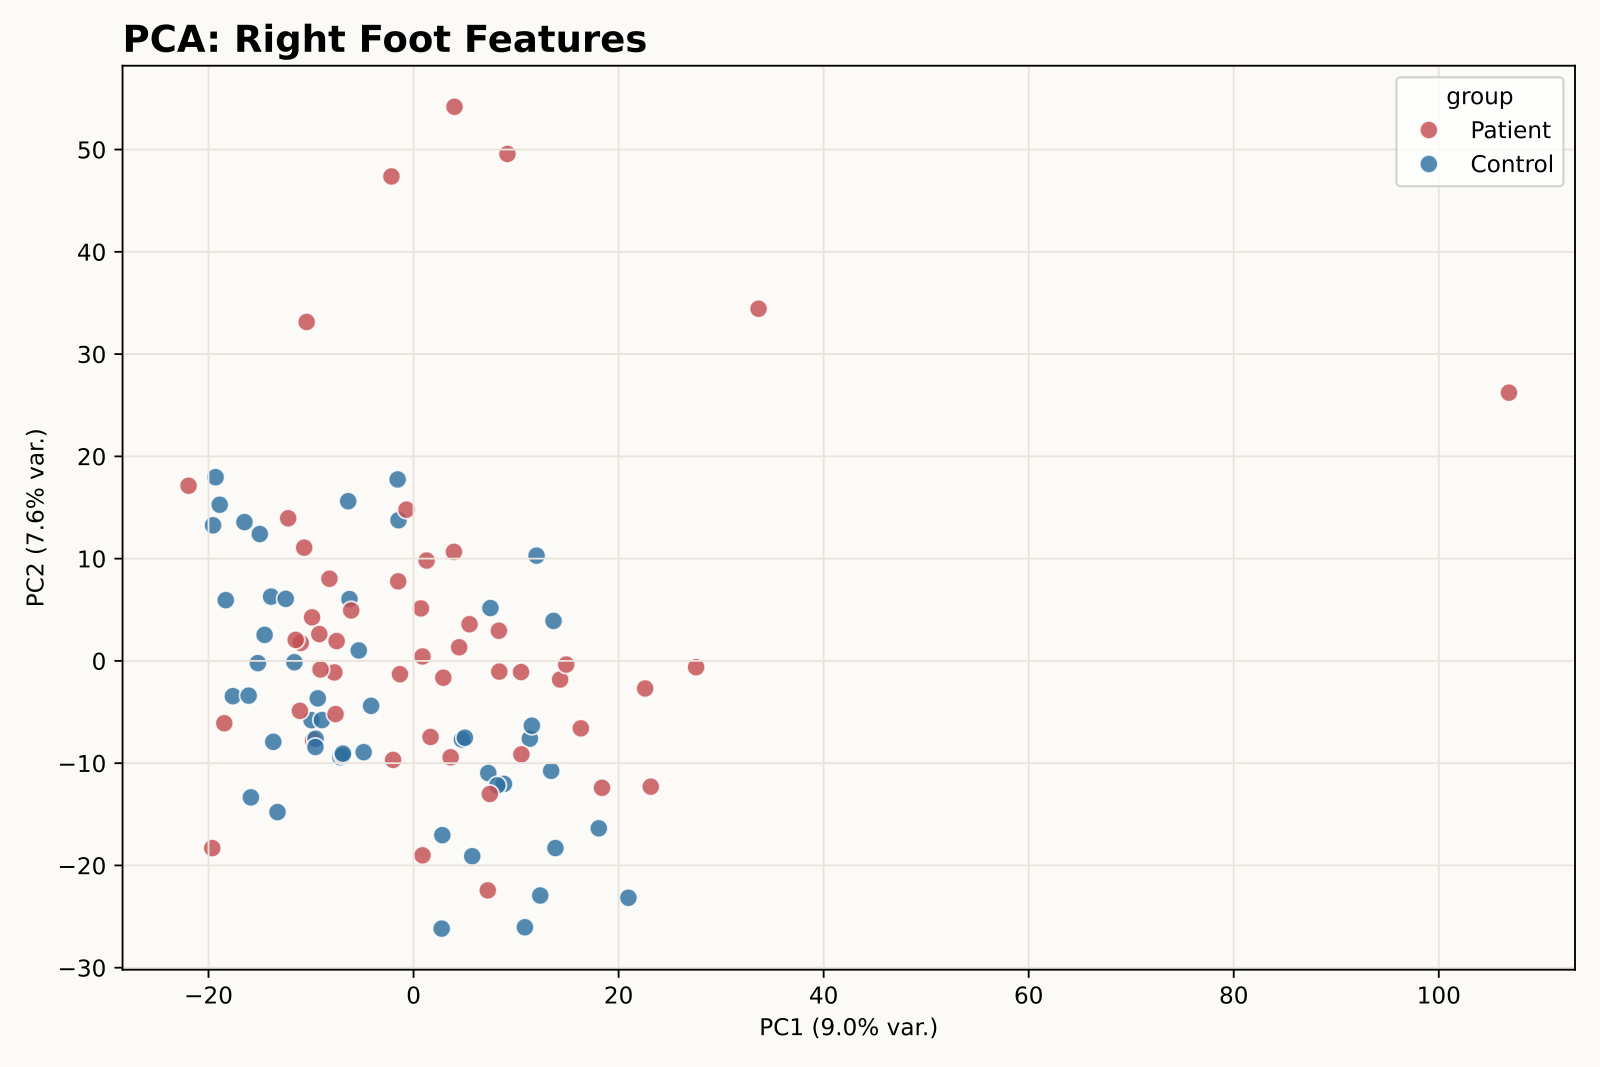 PCA: Right Foot Features
group
Patient
Control
50
40
30
20
10
0
−10
−20
−30
PC2 (7.6% var.)
−20 0 20 40 60 80 100
PC1 (9.0% var.)